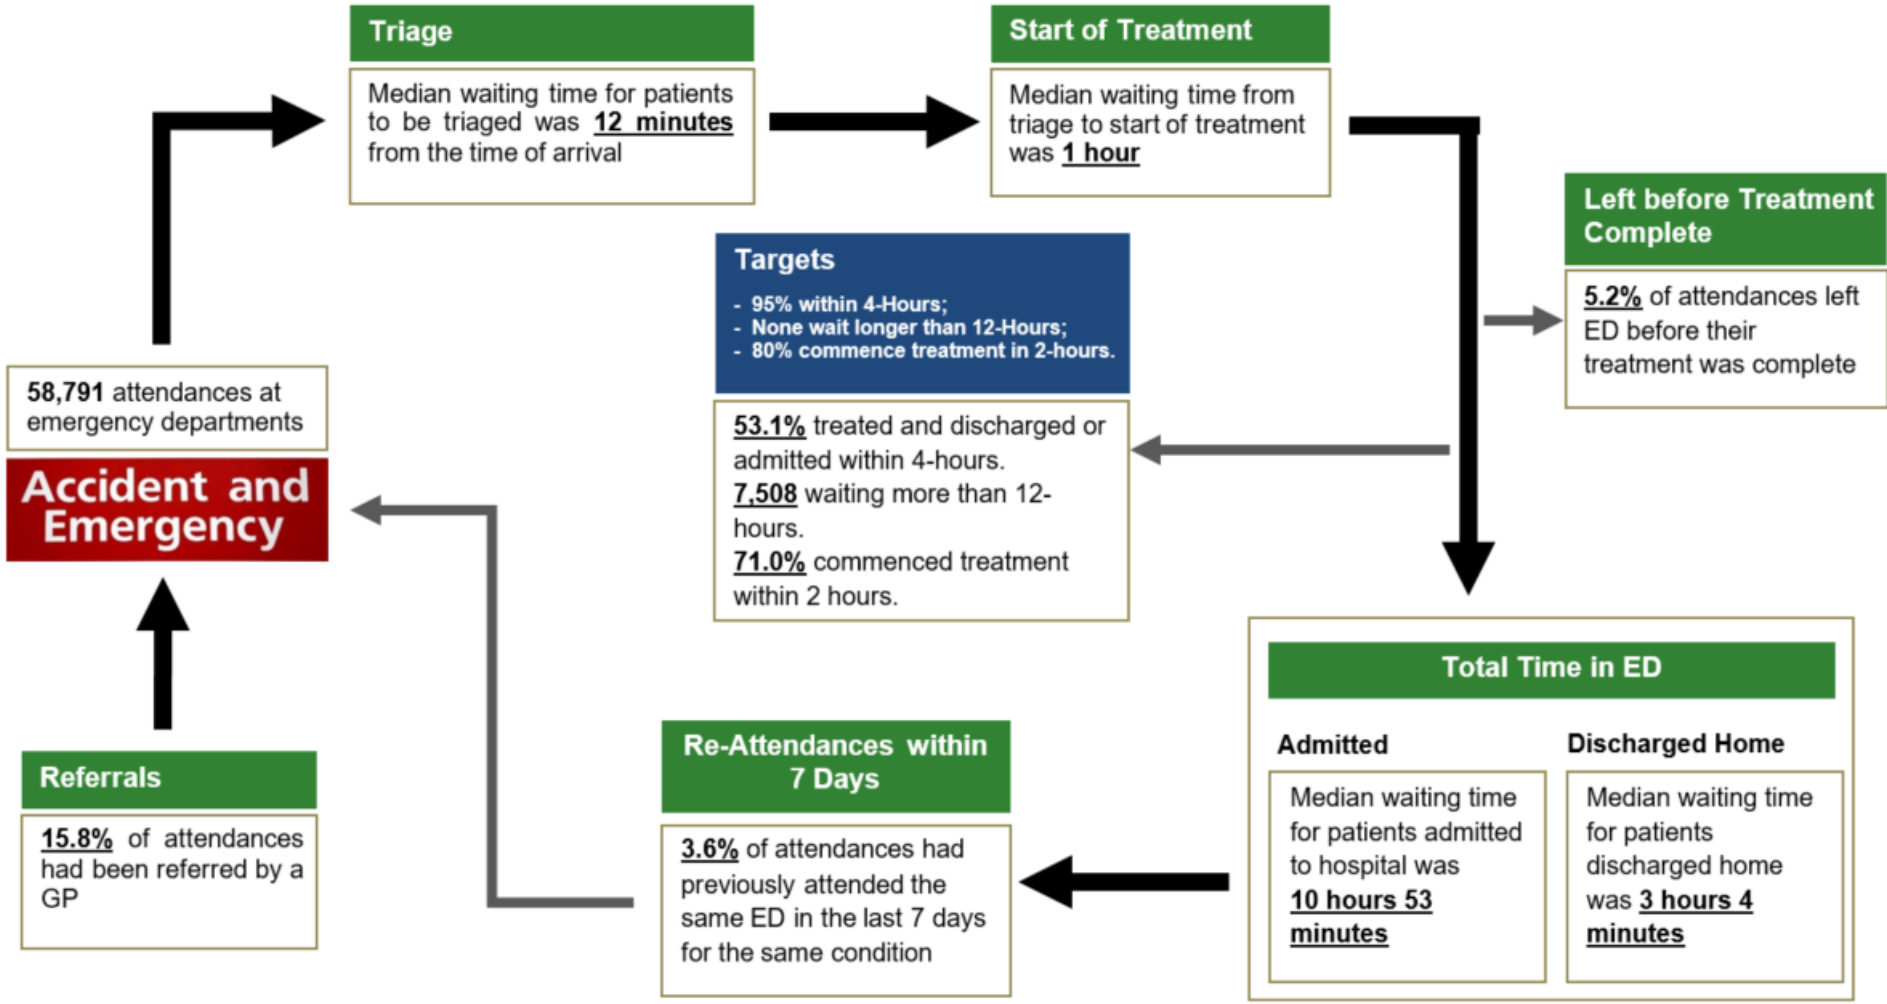 Triage
Median waiting time for patients
to be triaged was 12 minutes
from the time of arrival
Start of Treatment
Median waiting time from
triage to start of treatment
was 1 hour
Left before Treatment
Complete
5.2% of attendances left
ED before their
treatment was complete
Targets
- 95% within 4-Hours;
- None wait longer than 12-Hours;
- 80% commence treatment in 2-hours.
53.1% treated and discharged or
admitted within 4-hours.
7,508 waiting more than 12-
hours.
71.0% commenced treatment
within 2 hours.
58,791 attendances at
emergency departments
Accident and
Emergency
Referrals
15.8% of attendances
had been referred by a
GP
Re-Attendances within
7 Days
3.6% of attendances had
previously attended the
same ED in the last 7 days
for the same condition
Total Time in ED
Admitted
Median waiting time
for patients admitted
to hospital was
10 hours 53
minutes
Discharged Home
Median waiting time
for patients
discharged home
was 3 hours 4
minutes